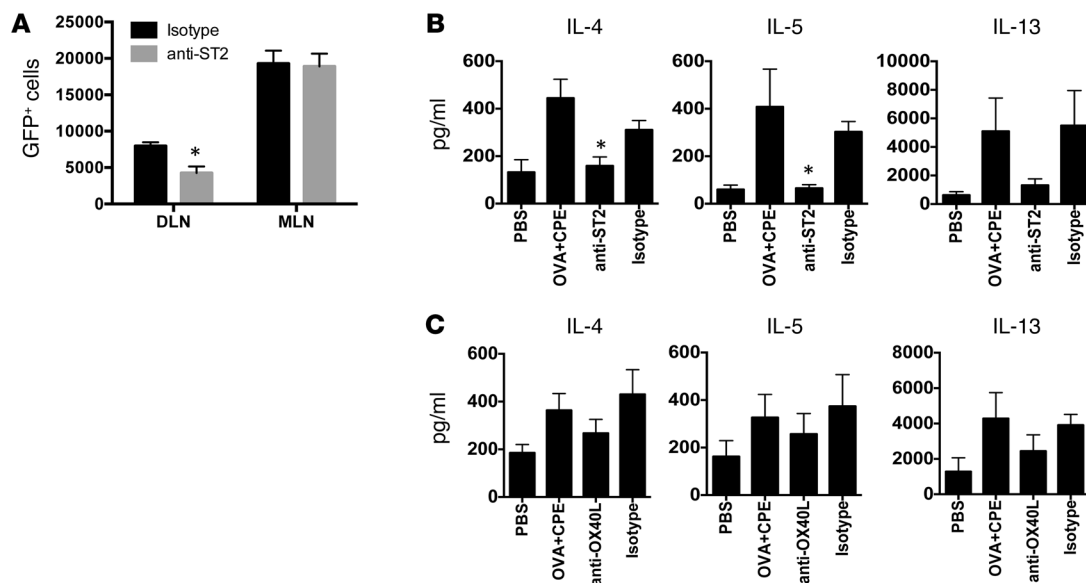 A
Isotype
anti-ST2
GFP+ cells
25000
20000
15000
10000
5000
0
*
DLN
MLN
B
IL-4
IL-5
IL-13
pg/ml
600
400
200
0
*
PBS
OVA+CPE
anti-ST2
Isotype
600
400
200
0
*
PBS
OVA+CPE
anti-ST2
Isotype
10000
8000
6000
4000
2000
0
PBS
OVA+CPE
anti-ST2
Isotype
C
IL-4
IL-5
IL-13
pg/ml
600
400
200
0
PBS
OVA+CPE
anti-OX40L
Isotype
600
400
200
0
PBS
OVA+CPE
anti-OX40L
Isotype
8000
6000
4000
2000
0
PBS
OVA+CPE
anti-OX40L
Isotype